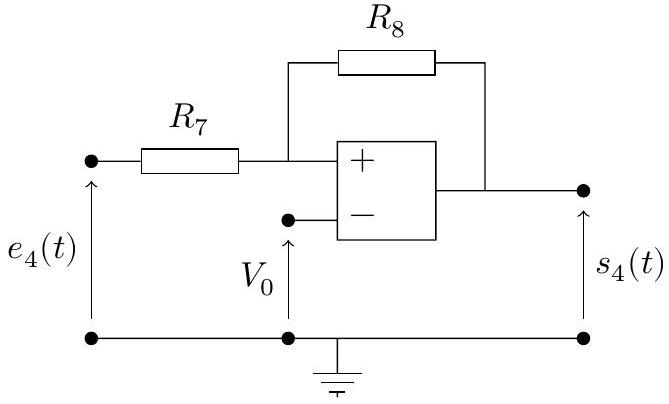 R₈
R₇
+
−
e₄(t)
V₀
s₄(t)